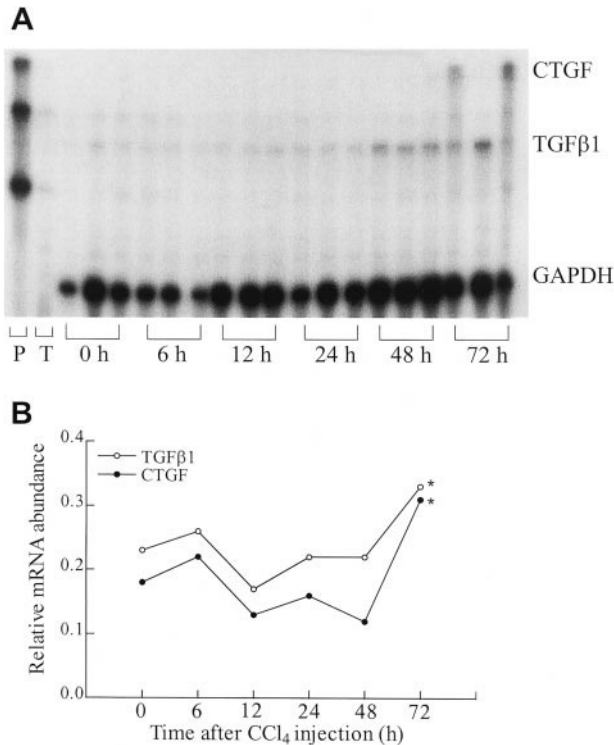 A
CTGF
TGFβ1
GAPDH
P T 0 h 6 h 12 h 24 h 48 h 72 h
B
0.4
TGFβ1
CTGF
0.3
*
*
0.2
0.1
0.0
Relative mRNA abundance
0 6 12 24 48 72
Time after CCl₄ injection (h)